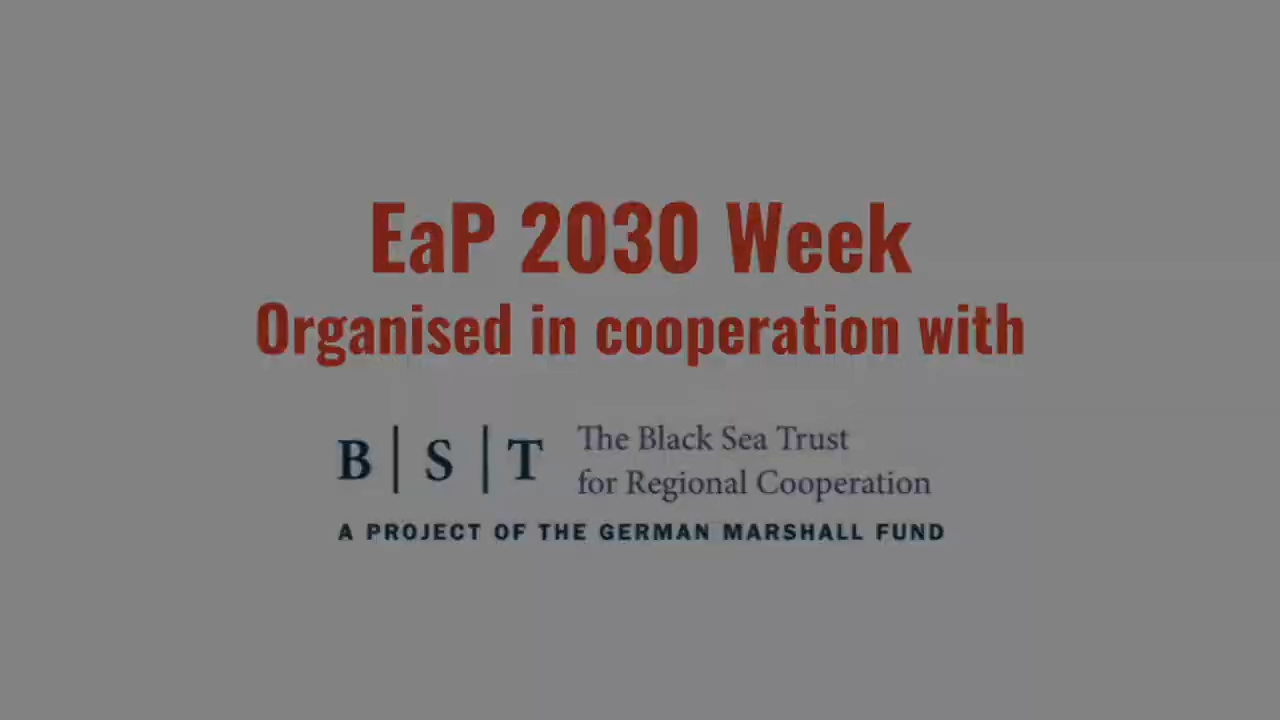 EaP 2030 Week
Organised in cooperation with
B | S | T
The Black Sea Trust
for Regional Cooperation
A PROJECT OF THE GERMAN MARSHALL FUND